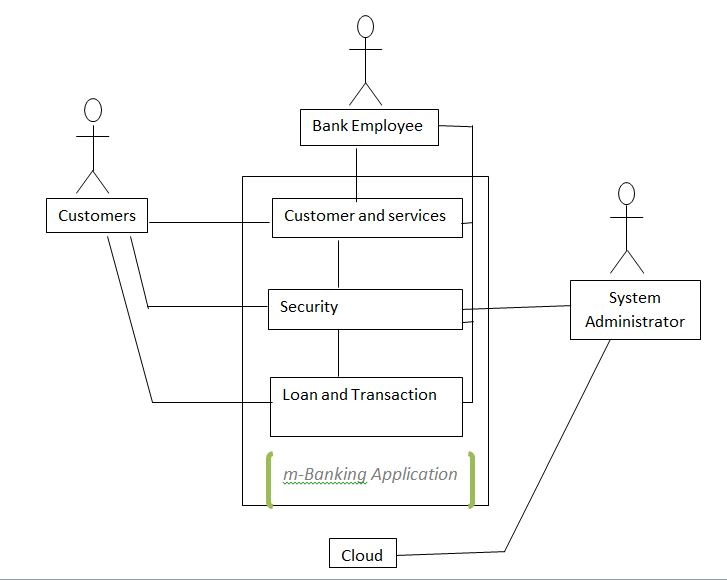 Bank Employee
Customers
Customer and services
Security
System
Administrator
Loan and Transaction
m-Banking Application
Cloud